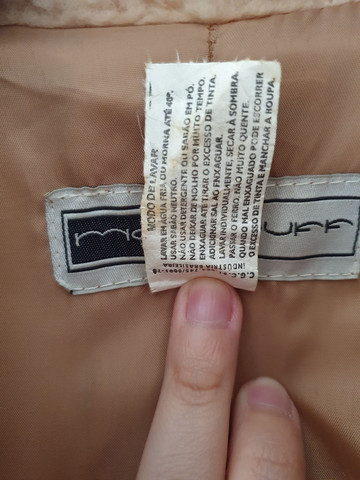 MODO DE LAVAR:
LAVAR EM ÁGUA FRIA OU MORNA ATÉ 40º.
USAR SABÃO NEUTRO.
NÃO USAR DETERGENTE OU SABÃO EM PÓ.
NÃO DEIXAR DE MOLHO POR MUITO TEMPO.
ENXAGUAR ATÉ TIRAR O EXCESSO DE TINTA.
ADICIONAR SAL AO ENXAGUAR.
LAVAR INDIVIDUALMENTE, SECAR À SOMBRA.
PASSAR O FERRO, NÃO MUITO QUENTE.
QUANDO MAL ENXAGUADO PODE ESCORRER
O EXCESSO DE TINTA E MANCHAR A ROUPA.
INDÚSTRIA BRASILEIRA